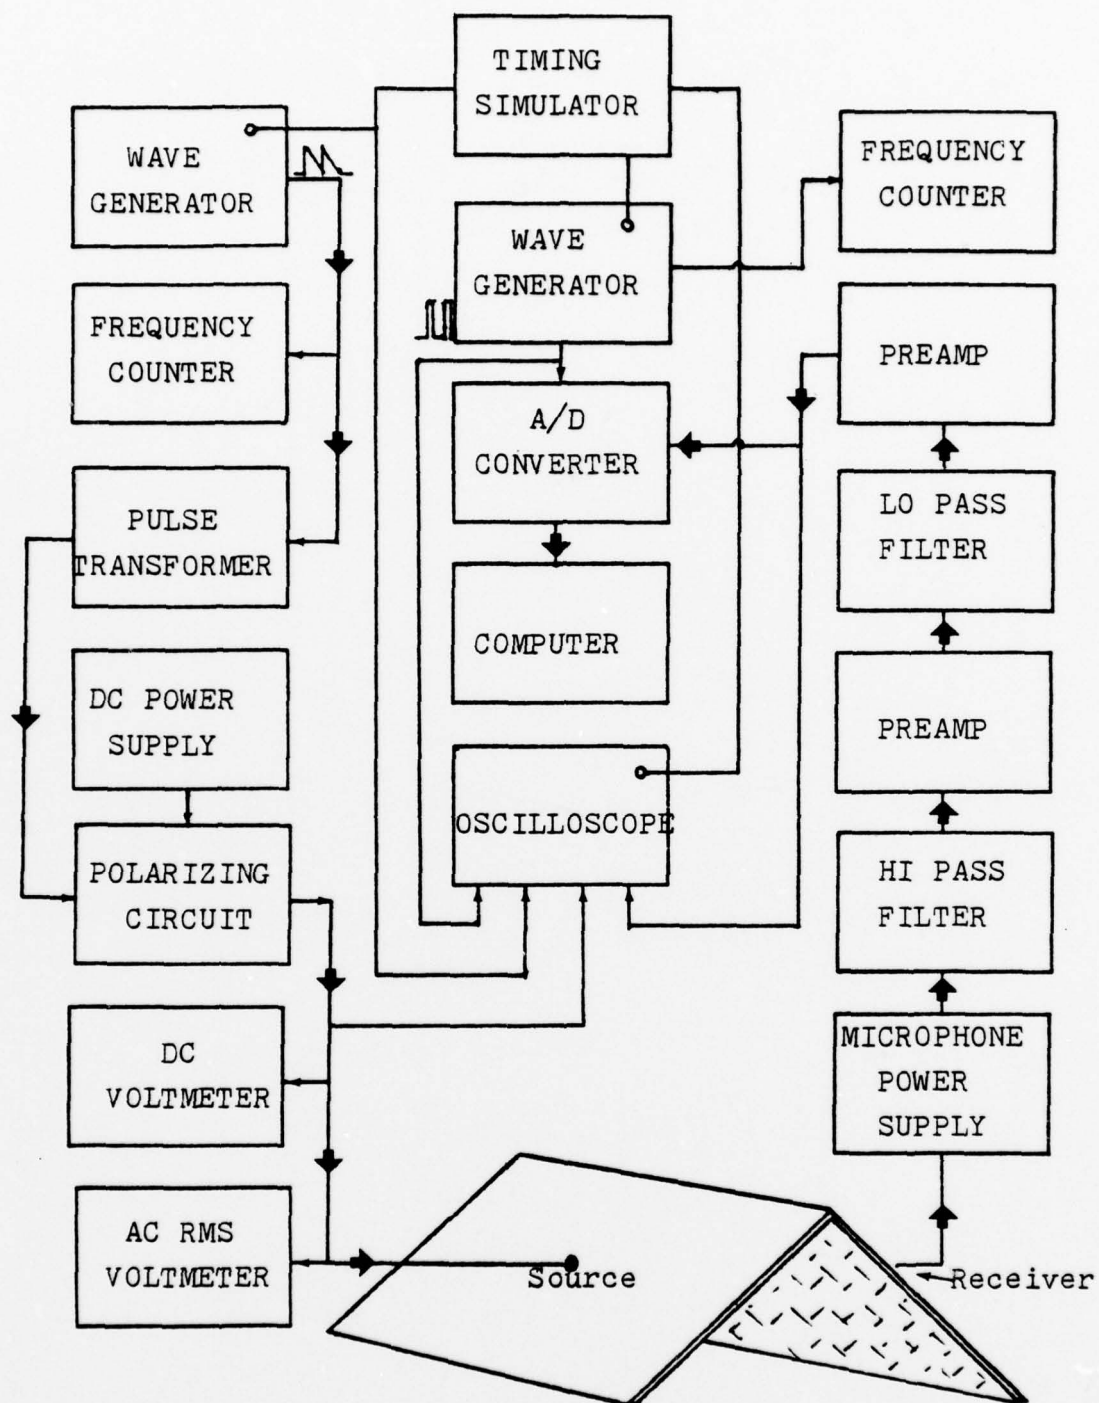 TIMING
SIMULATOR
WAVE
GENERATOR
FREQUENCY
COUNTER
WAVE
GENERATOR
FREQUENCY
COUNTER
PREAMP
A/D
CONVERTER
PULSE
TRANSFORMER
LO PASS
FILTER
COMPUTER
DC POWER
SUPPLY
PREAMP
OSCILLOSCOPE
POLARIZING
CIRCUIT
HI PASS
FILTER
DC
VOLTMETER
MICROPHONE
POWER
SUPPLY
AC RMS
VOLTMETER
Source
Receiver